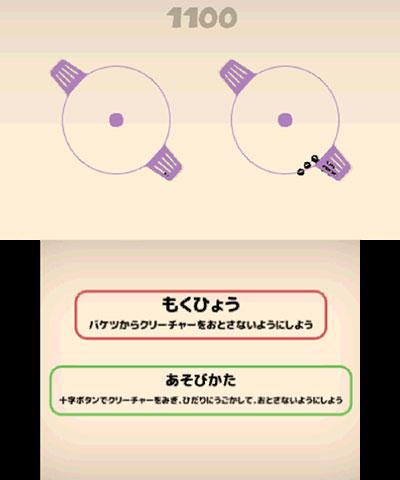 1100
もくひょう
バケツからクリーチャーをおとさないようにしよう
あそびかた
十字ボタンでクリーチャーをみぎ、ひだりにうごかして、おとさないようにしよう